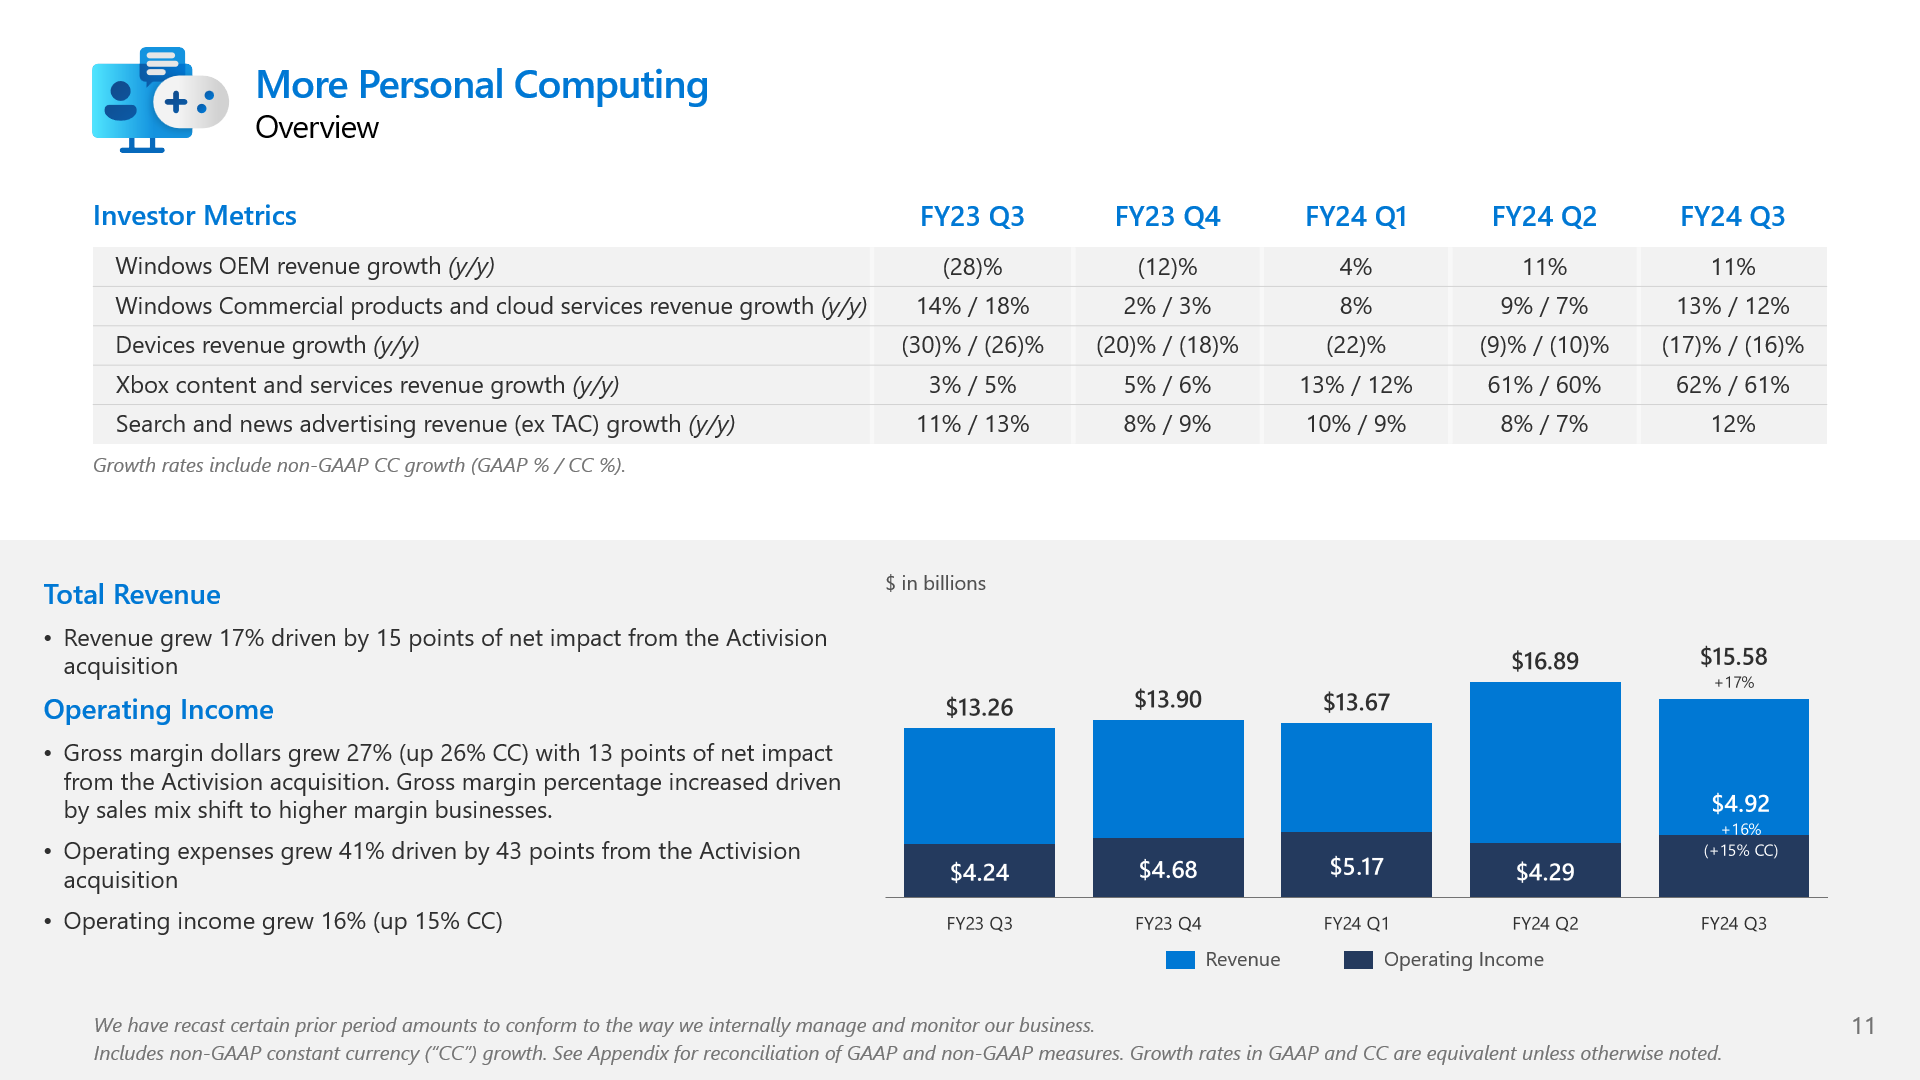 More Personal Computing
Overview
Investor Metrics FY23 Q3 FY23 Q4 FY24 Q1 FY24 Q2 FY24 Q3
Windows OEM revenue growth (y/y) (28)% (12)% 4% 11% 11%
Windows Commercial products and cloud services revenue growth (y/y) 14% / 18% 2% / 3% 8% 9% / 7% 13% / 12%
Devices revenue growth (y/y) (30)% / (26)% (20)% / (18)% (22)% (9)% / (10)% (17)% / (16)%
Xbox content and services revenue growth (y/y) 3% / 5% 5% / 6% 13% / 12% 61% / 60% 62% / 61%
Search and news advertising revenue (ex TAC) growth (y/y) 11% / 13% 8% / 9% 10% / 9% 8% / 7% 12%
Growth rates include non-GAAP CC growth (GAAP % / CC %).
Total Revenue
• Revenue grew 17% driven by 15 points of net impact from the Activision
acquisition
Operating Income
• Gross margin dollars grew 27% (up 26% CC) with 13 points of net impact
from the Activision acquisition. Gross margin percentage increased driven
by sales mix shift to higher margin businesses.
• Operating expenses grew 41% driven by 43 points from the Activision
acquisition
• Operating income grew 16% (up 15% CC)
$ in billions
$13.26 $13.90 $13.67 $16.89 $15.58
+17%
$4.24 $4.68 $5.17 $4.29 $4.92
+16%
(+15% CC)
FY23 Q3 FY23 Q4 FY24 Q1 FY24 Q2 FY24 Q3
Revenue Operating Income
We have recast certain prior period amounts to conform to the way we internally manage and monitor our business.
Includes non-GAAP constant currency (“CC”) growth. See Appendix for reconciliation of GAAP and non-GAAP measures. Growth rates in GAAP and CC are equivalent unless otherwise noted.
11